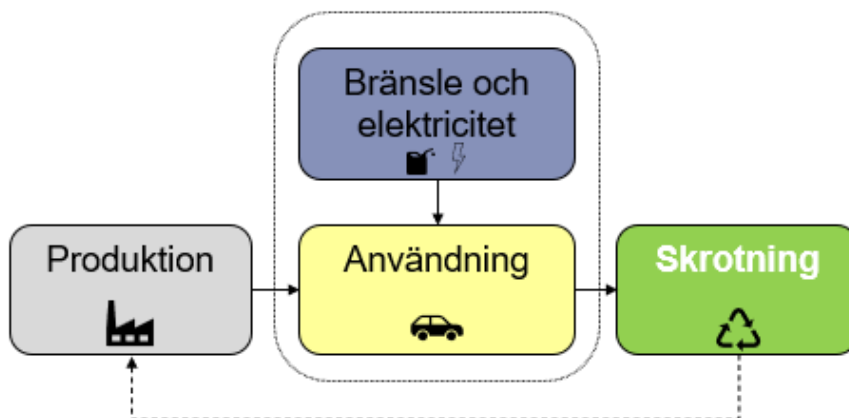 Bränsle och
elektricitet
Produktion
Användning
Skrotning